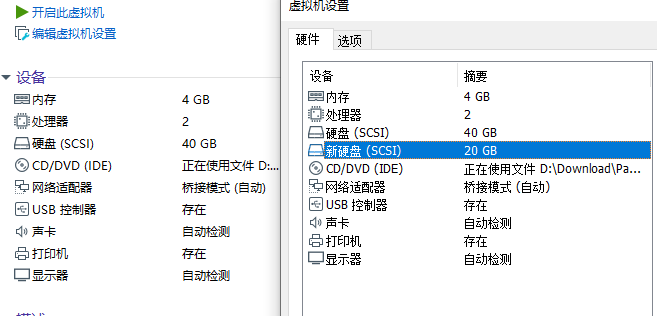 开启此虚拟机
编辑虚拟机设置
设备
内存 4 GB
处理器 2
硬盘 (SCSI) 40 GB
CD/DVD (IDE) 正在使用文件 D:...
网络适配器 桥接模式 (自动)
USB 控制器 存在
声卡 自动检测
打印机 存在
显示器 自动检测
虚拟机设置
硬件 选项
设备 摘要
内存 4 GB
处理器 2
硬盘 (SCSI) 40 GB
新硬盘 (SCSI) 20 GB
CD/DVD (IDE) 正在使用文件 D:\Download\Pa...
网络适配器 桥接模式 (自动)
USB 控制器 存在
声卡 自动检测
打印机 存在
显示器 自动检测